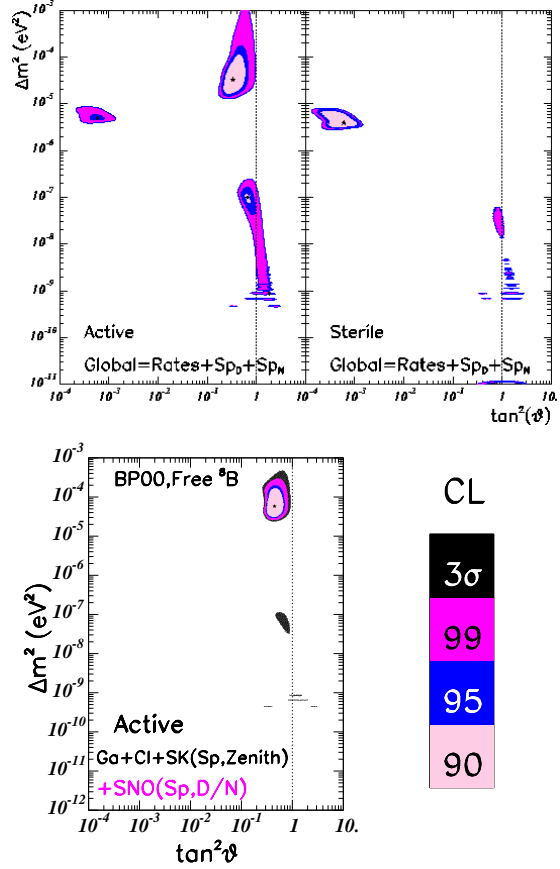 Δm² (eV²)
10⁻³
10⁻⁴
10⁻⁵
10⁻⁶
10⁻⁷
10⁻⁸
10⁻⁹
10⁻¹⁰
10⁻¹¹
Active
Global=Rates+Sp_D+Sp_N
Sterile
Global=Rates+Sp_D+Sp_N
10⁻⁴ 10⁻³ 10⁻² 10⁻¹ 1 10 10⁻⁴ 10⁻³ 10⁻² 10⁻¹ 1 10.
tan²(ϑ)
BP00,Free ⁸B
Δm² (eV²)
10⁻³
10⁻⁴
10⁻⁵
10⁻⁶
10⁻⁷
10⁻⁸
10⁻⁹
10⁻¹⁰
10⁻¹¹
10⁻¹²
Active
Ga+Cl+SK(Sp,Zenith)
+SNO(Sp,D/N)
10⁻⁴ 10⁻³ 10⁻² 10⁻¹ 1 10.
tan²ϑ
CL
3σ
99
95
90